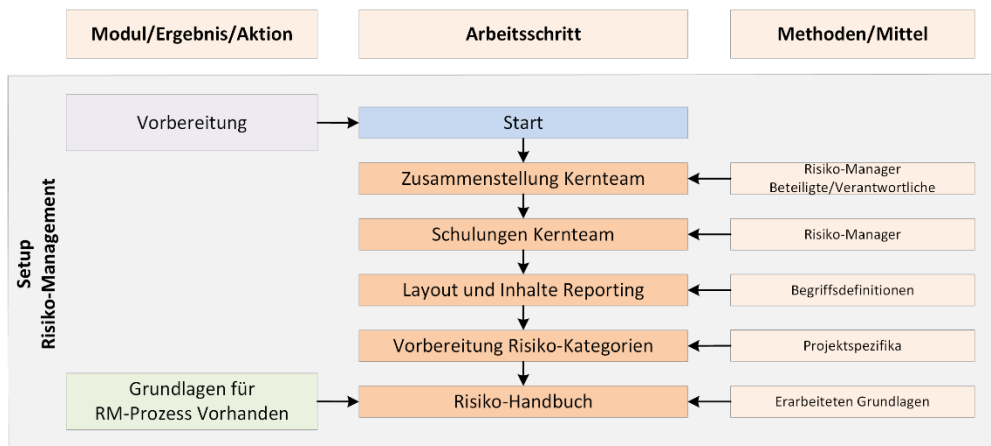 Modul/Ergebnis/Aktion
Arbeitsschritt
Methoden/Mittel
Setup
Risiko-Management
Vorbereitung
Start
Zusammenstellung Kernteam
Risiko-Manager
Beteiligte/Verantwortliche
Schulungen Kernteam
Risiko-Manager
Layout und Inhalte Reporting
Begriffsdefinitionen
Vorbereitung Risiko-Kategorien
Projektspezifika
Grundlagen für
RM-Prozess Vorhanden
Risiko-Handbuch
Erarbeiteten Grundlagen